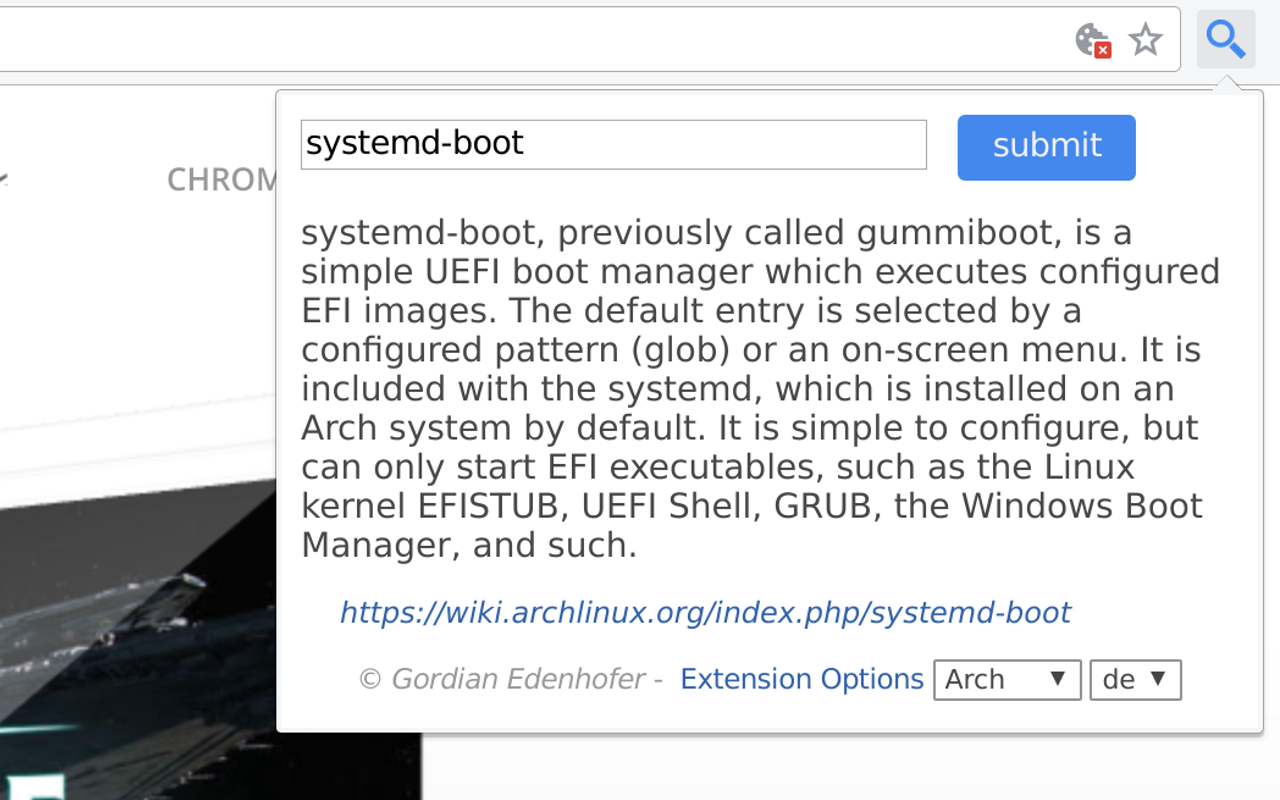 systemd-boot
submit
CHROM
systemd-boot, previously called gummiboot, is a
simple UEFI boot manager which executes configured
EFI images. The default entry is selected by a
configured pattern (glob) or an on-screen menu. It is
included with the systemd, which is installed on an
Arch system by default. It is simple to configure, but
can only start EFI executables, such as the Linux
kernel EFISTUB, UEFI Shell, GRUB, the Windows Boot
Manager, and such.
https://wiki.archlinux.org/index.php/systemd-boot
© Gordian Edenhofer - Extension Options Arch ▼ de ▼